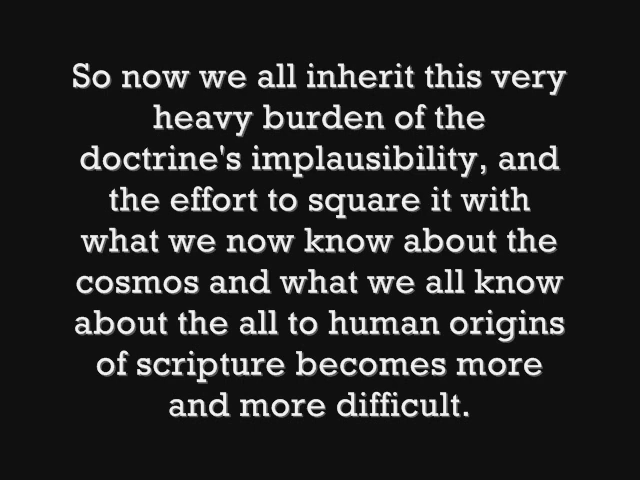 So now we all inherit this very
heavy burden of the
doctrine's implausibility, and
the effort to square it with
what we now know about the
cosmos and what we all know
about the all to human origins
of scripture becomes more
and more difficult.